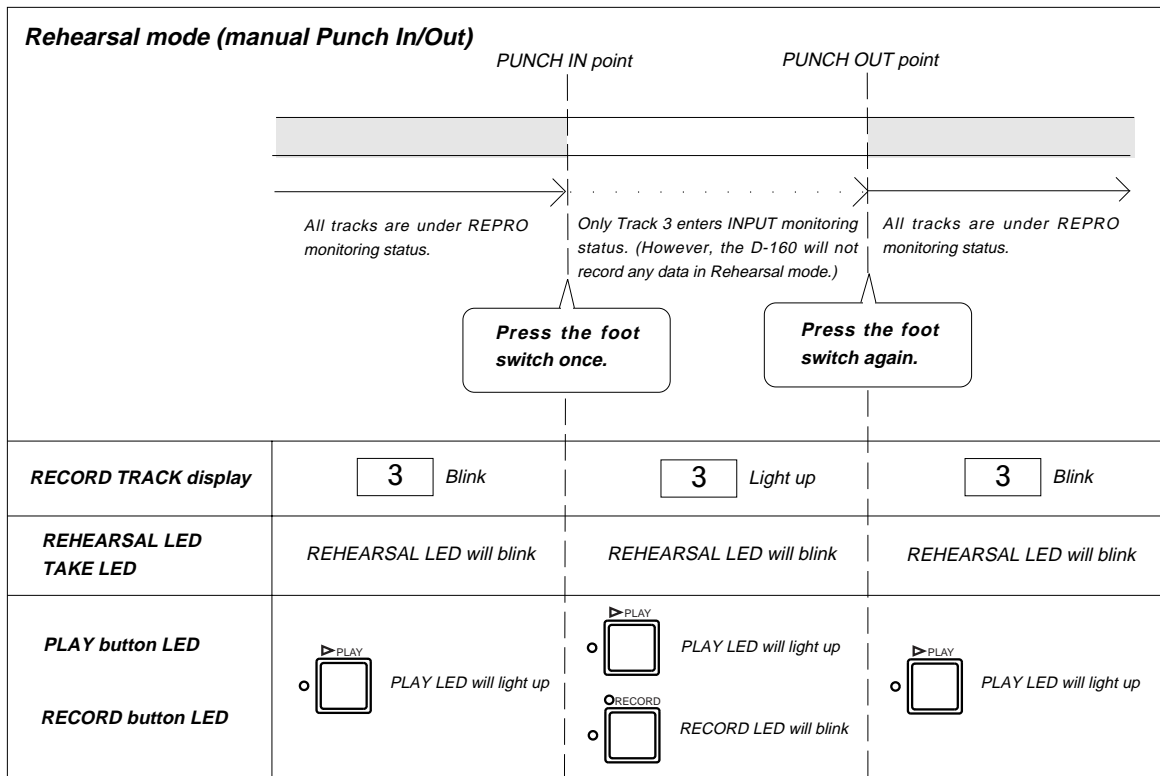 Rehearsal mode (manual Punch In/Out)
PUNCH IN point
PUNCH OUT point
All tracks are under REPRO
monitoring status.
Only Track 3 enters INPUT monitoring
status. (However, the D-160 will not
record any data in Rehearsal mode.)
All tracks are under REPRO
monitoring status.
Press the foot
switch once.
Press the foot
switch again.
RECORD TRACK display
3 Blink
3 Light up
3 Blink
REHEARSAL LED
TAKE LED
REHEARSAL LED will blink
REHEARSAL LED will blink
REHEARSAL LED will blink
PLAY button LED
RECORD button LED
PLAY
PLAY LED will light up
PLAY
PLAY LED will light up
RECORD
RECORD LED will blink
PLAY
PLAY LED will light up